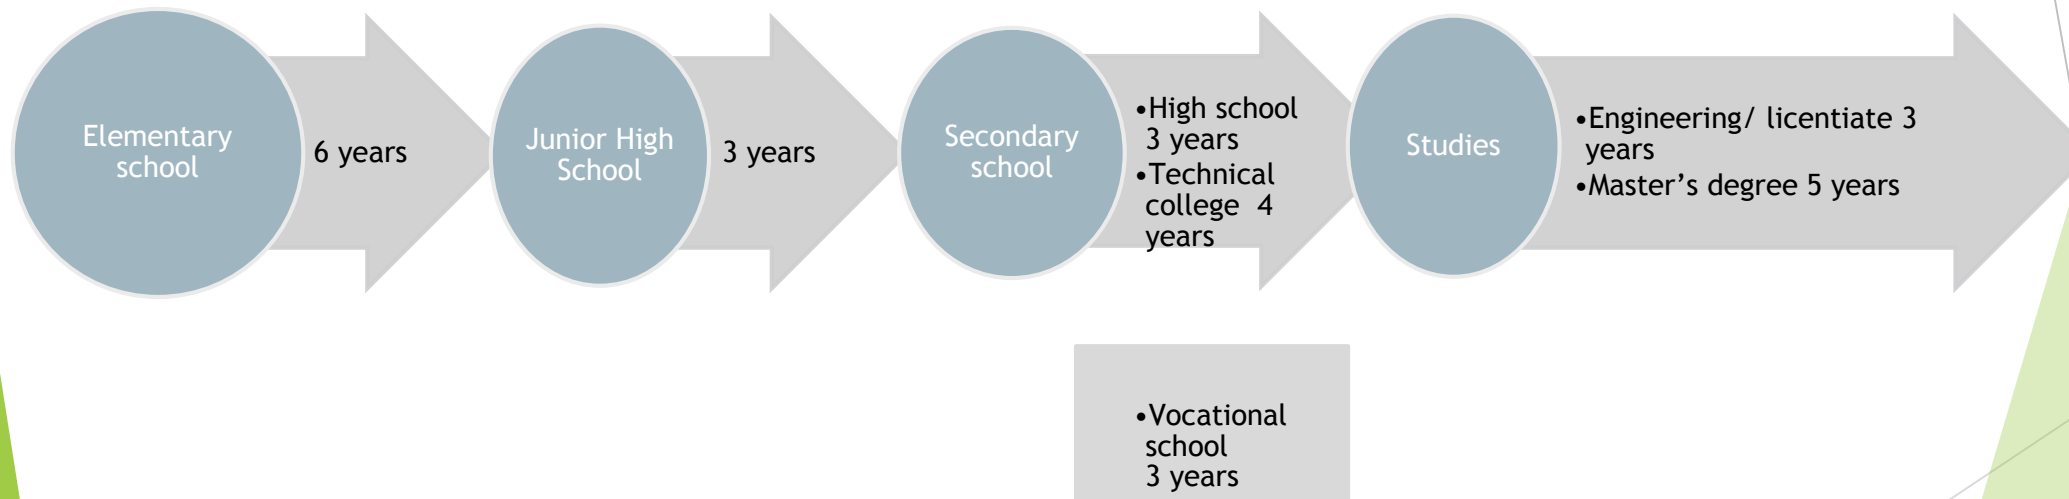 Elementary
school
6 years
Junior High
School
3 years
Secondary
school
•High school
3 years
•Technical
college 4
years
Studies
•Engineering/ licentiate 3
years
•Master’s degree 5 years
•Vocational
school
3 years